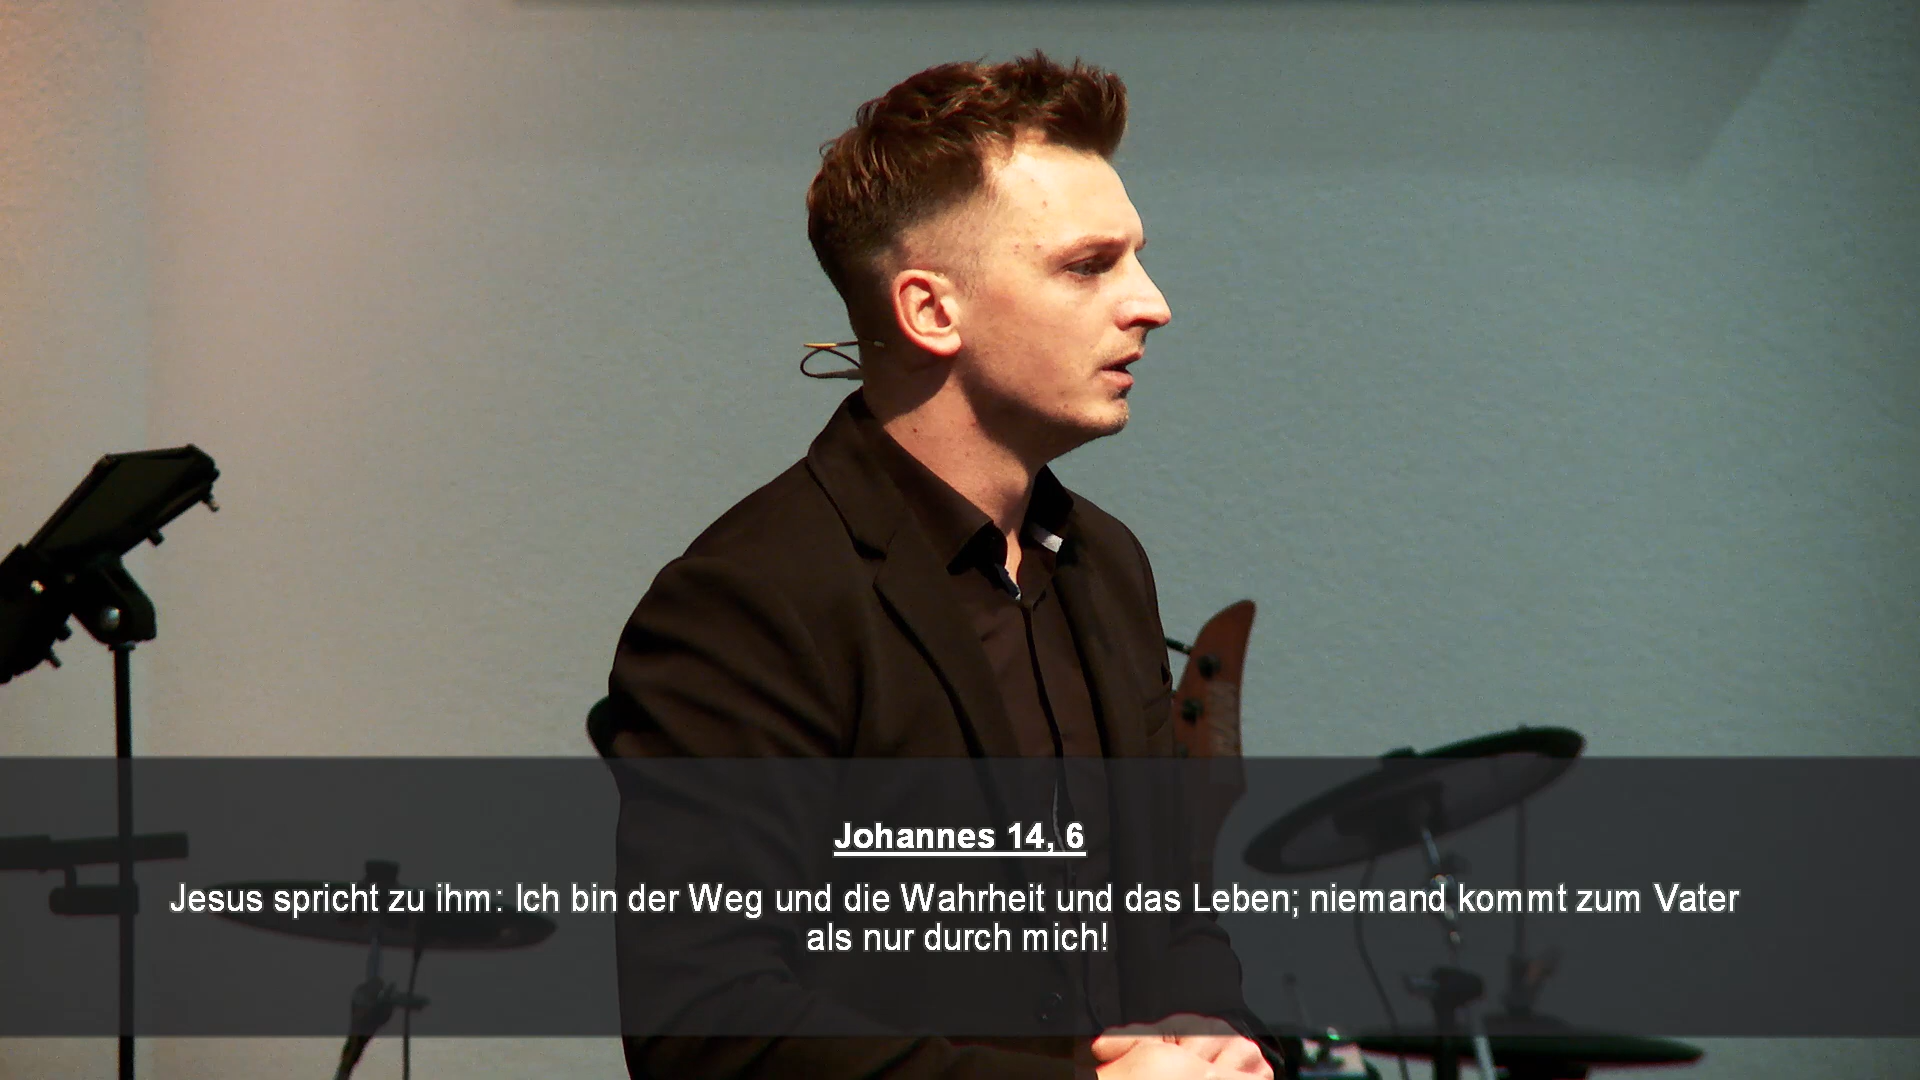 Johannes 14, 6
Jesus spricht zu ihm: Ich bin der Weg und die Wahrheit und das Leben; niemand kommt zum Vater
als nur durch mich!